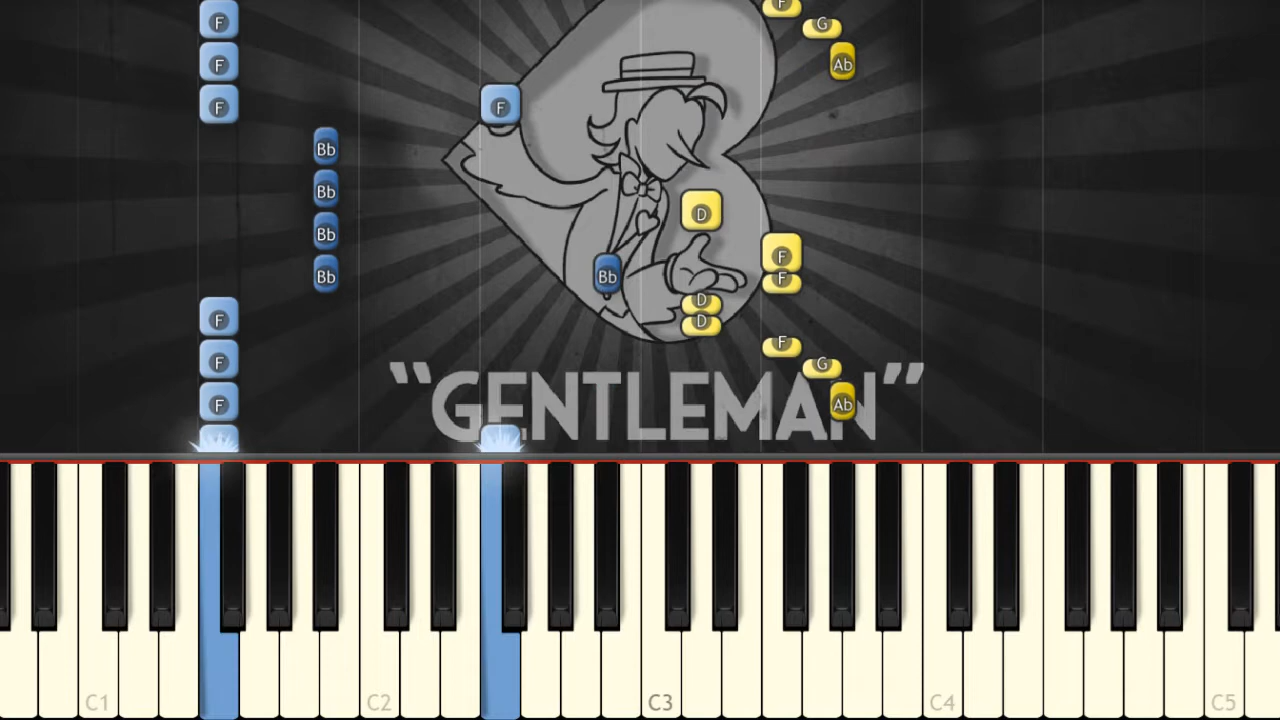 F F
F G
F Ab
F F
Bb
Bb
D
Bb
F
Bb Bb F
D
F D
F F
F G
F Ab
“GENTLEMAN”
C1 C2 C3 C4 C5